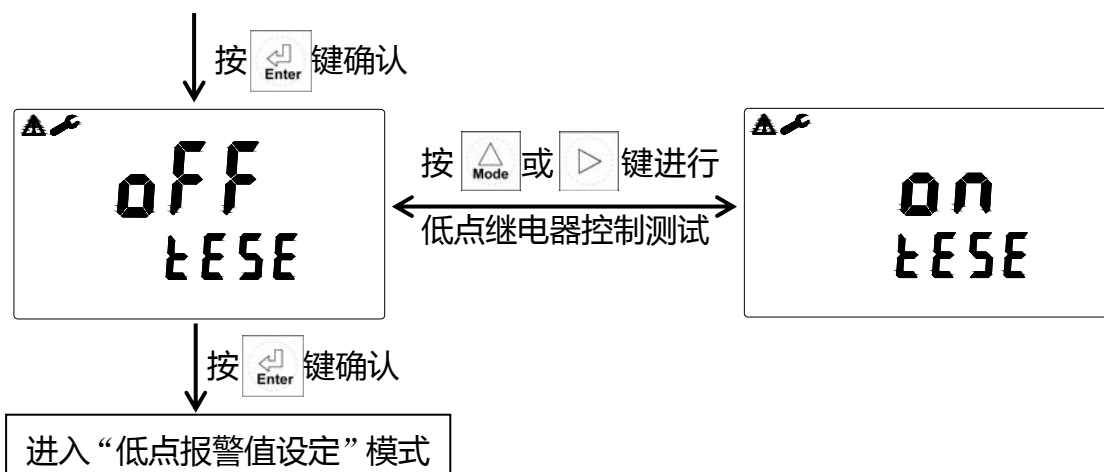 按 Enter 键确认
oFF
tESE
按 Mode 或 键进行
低点继电器控制测试
on
tESE
按 Enter 键确认
进入“低点报警值设定”模式